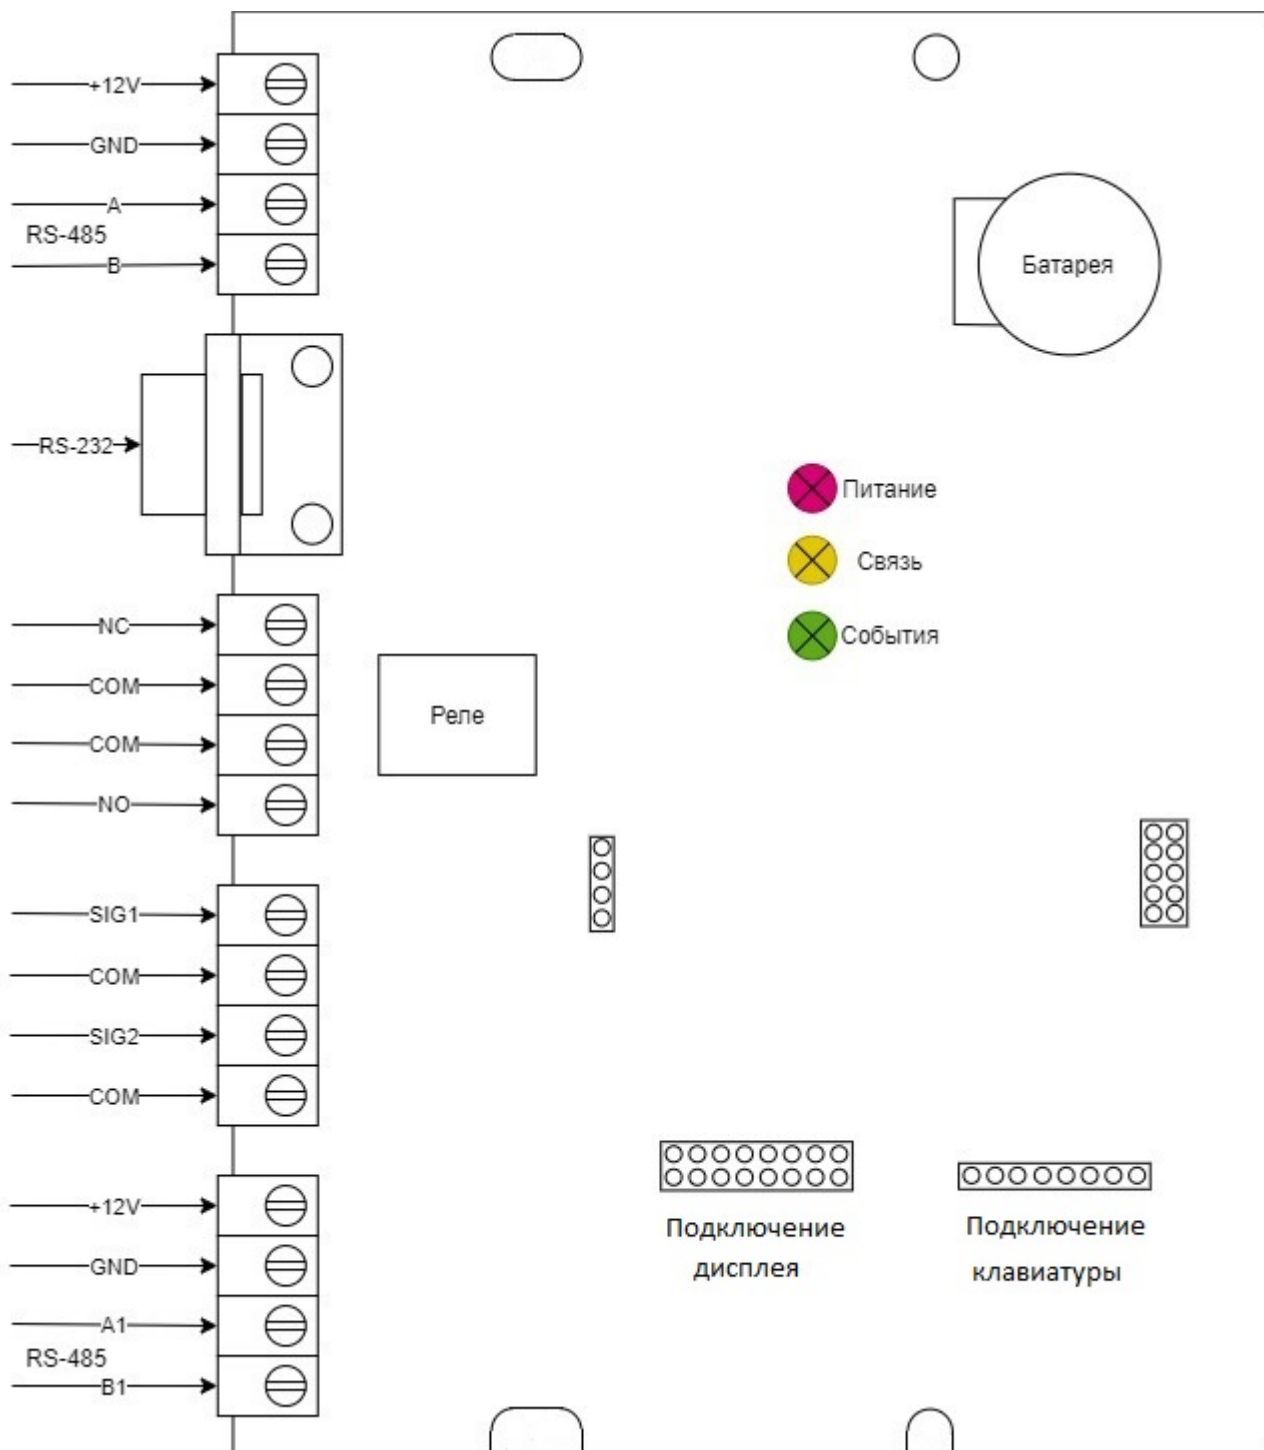 +12V
GND
A
RS-485
B
Батарея
RS-232
Питание
Связь
События
NC
COM
COM
NO
Реле
SIG1
COM
SIG2
COM
+12V
GND
A1
RS-485
B1
Подключение
дисплея
Подключение
клавиатуры